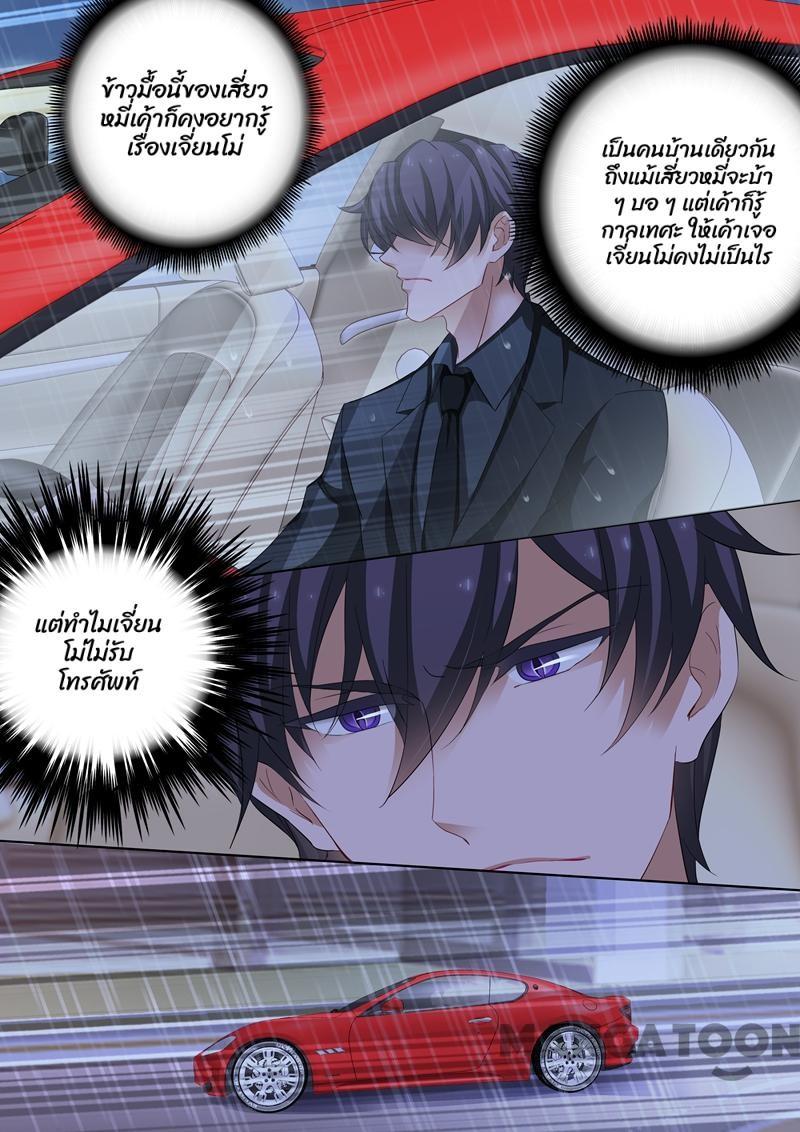 ข้าวมื้อนี้ของเสี่ยว
หมี่เค้าก็คงอยากรู้
เรื่องเจี่ยนโม่
เป็นคนบ้านเดียวกัน
ถึงแม้เสี่ยวหมี่จะบ้า
ๆ บอ ๆ แต่เค้าก็รู้
กาลเทศะ ให้เค้าเจอ
เจี่ยนโม่คงไม่เป็นไร
แต่ทำไมเจี่ยน
โม่ไม่รับ
โทรศัพท์
MANGATOON